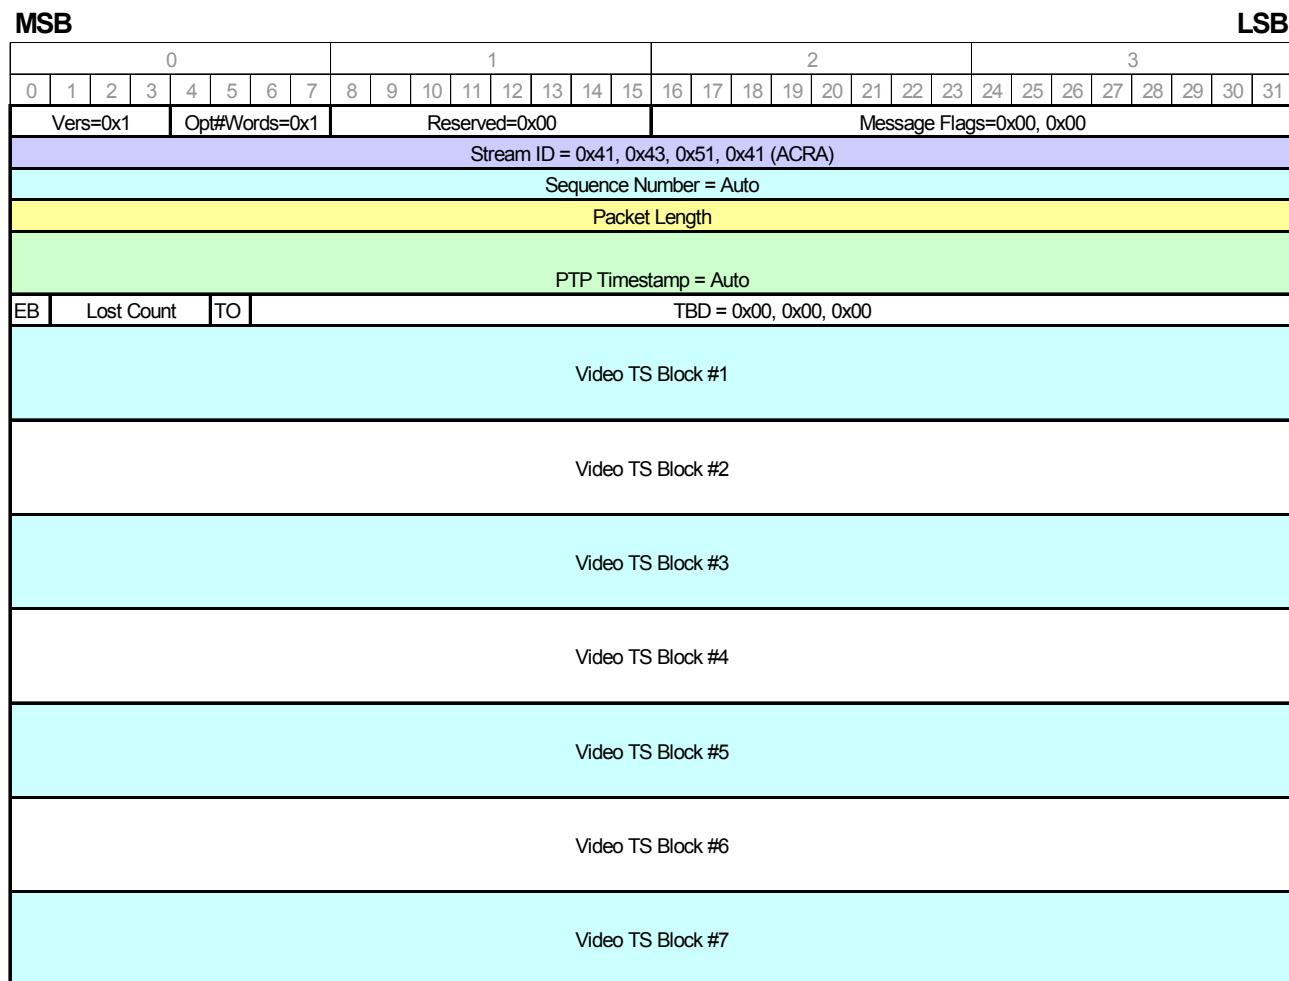 MSB LSB
0 1 2 3
0 1 2 3 4 5 6 7 8 9 10 11 12 13 14 15 16 17 18 19 20 21 22 23 24 25 26 27 28 29 30 31
Vers=0x1 Opt#Words=0x1 Reserved=0x00 Message Flags=0x00, 0x00
Stream ID = 0x41, 0x43, 0x51, 0x41 (ACRA)
Sequence Number = Auto
Packet Length
PTP Timestamp = Auto
EB Lost Count TO TBD = 0x00, 0x00, 0x00
Video TS Block #1
Video TS Block #2
Video TS Block #3
Video TS Block #4
Video TS Block #5
Video TS Block #6
Video TS Block #7